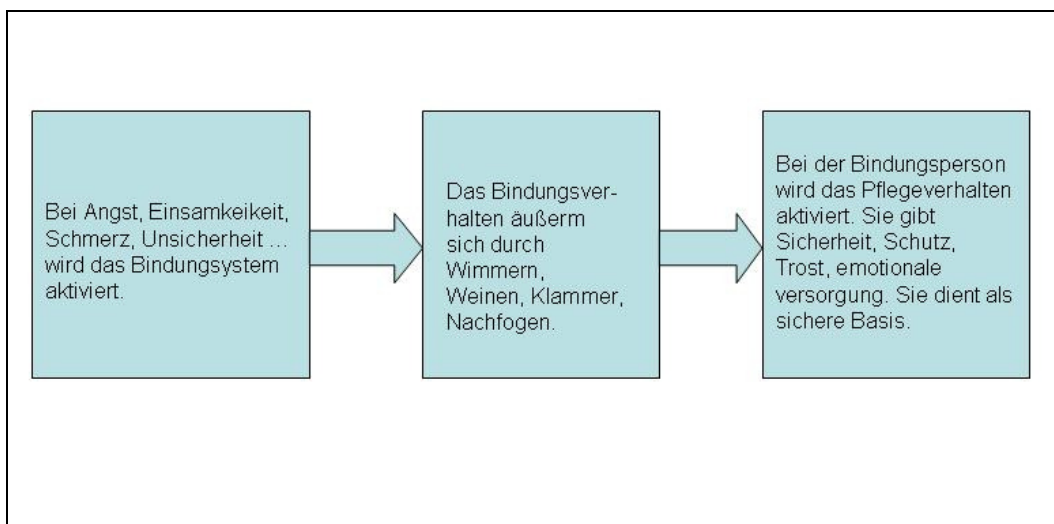 Bei Angst, Einsamkeikeit,
Schmerz, Unsicherheit ...
wird das Bindungsystem
aktiviert.
Das Bindungsver-
halten äußerm
sich durch
Wimmern,
Weinen, Klammer,
Nachfogen.
Bei der Bindungsperson
wird das Pflegeverhalten
aktiviert. Sie gibt
Sicherheit, Schutz,
Trost, emotionale
versorgung. Sie dient als
sichere Basis.